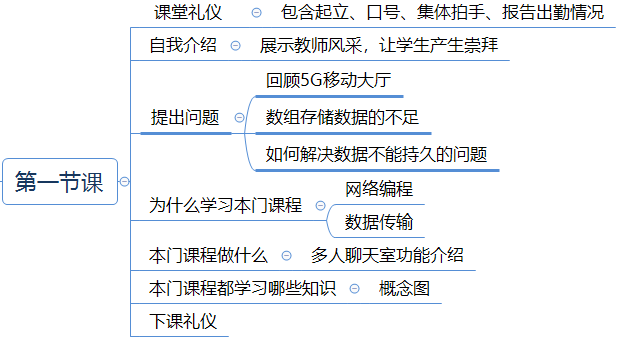 课堂礼仪
包含起立、口号、集体拍手、报告出勤情况
自我介绍
展示教师风采，让学生产生崇拜
提出问题
回顾5G移动大厅
数组存储数据的不足
如何解决数据不能持久的问题
第一节课
为什么学习本门课程
网络编程
数据传输
本门课程做什么
多人聊天室功能介绍
本门课程都学习哪些知识
概念图
下课礼仪